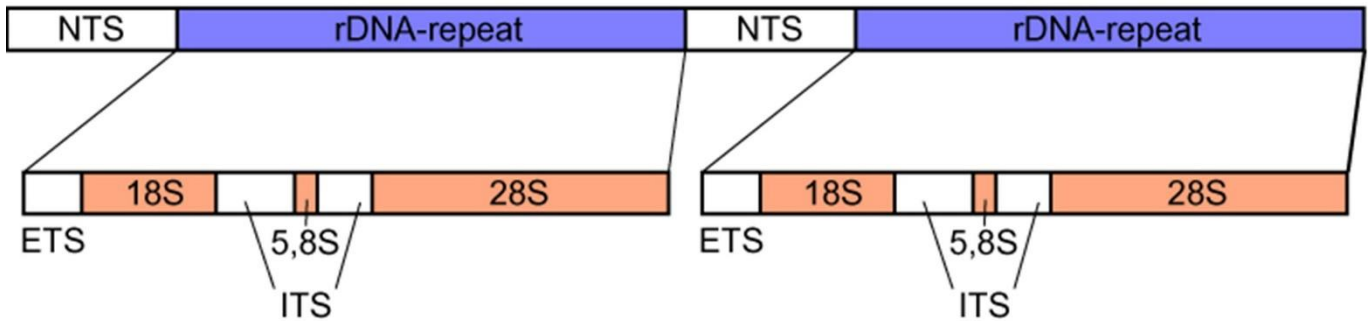 NTS rDNA-repeat NTS rDNA-repeat
18S 28S 18S 28S
ETS 5,8S ETS 5,8S
ITS ITS